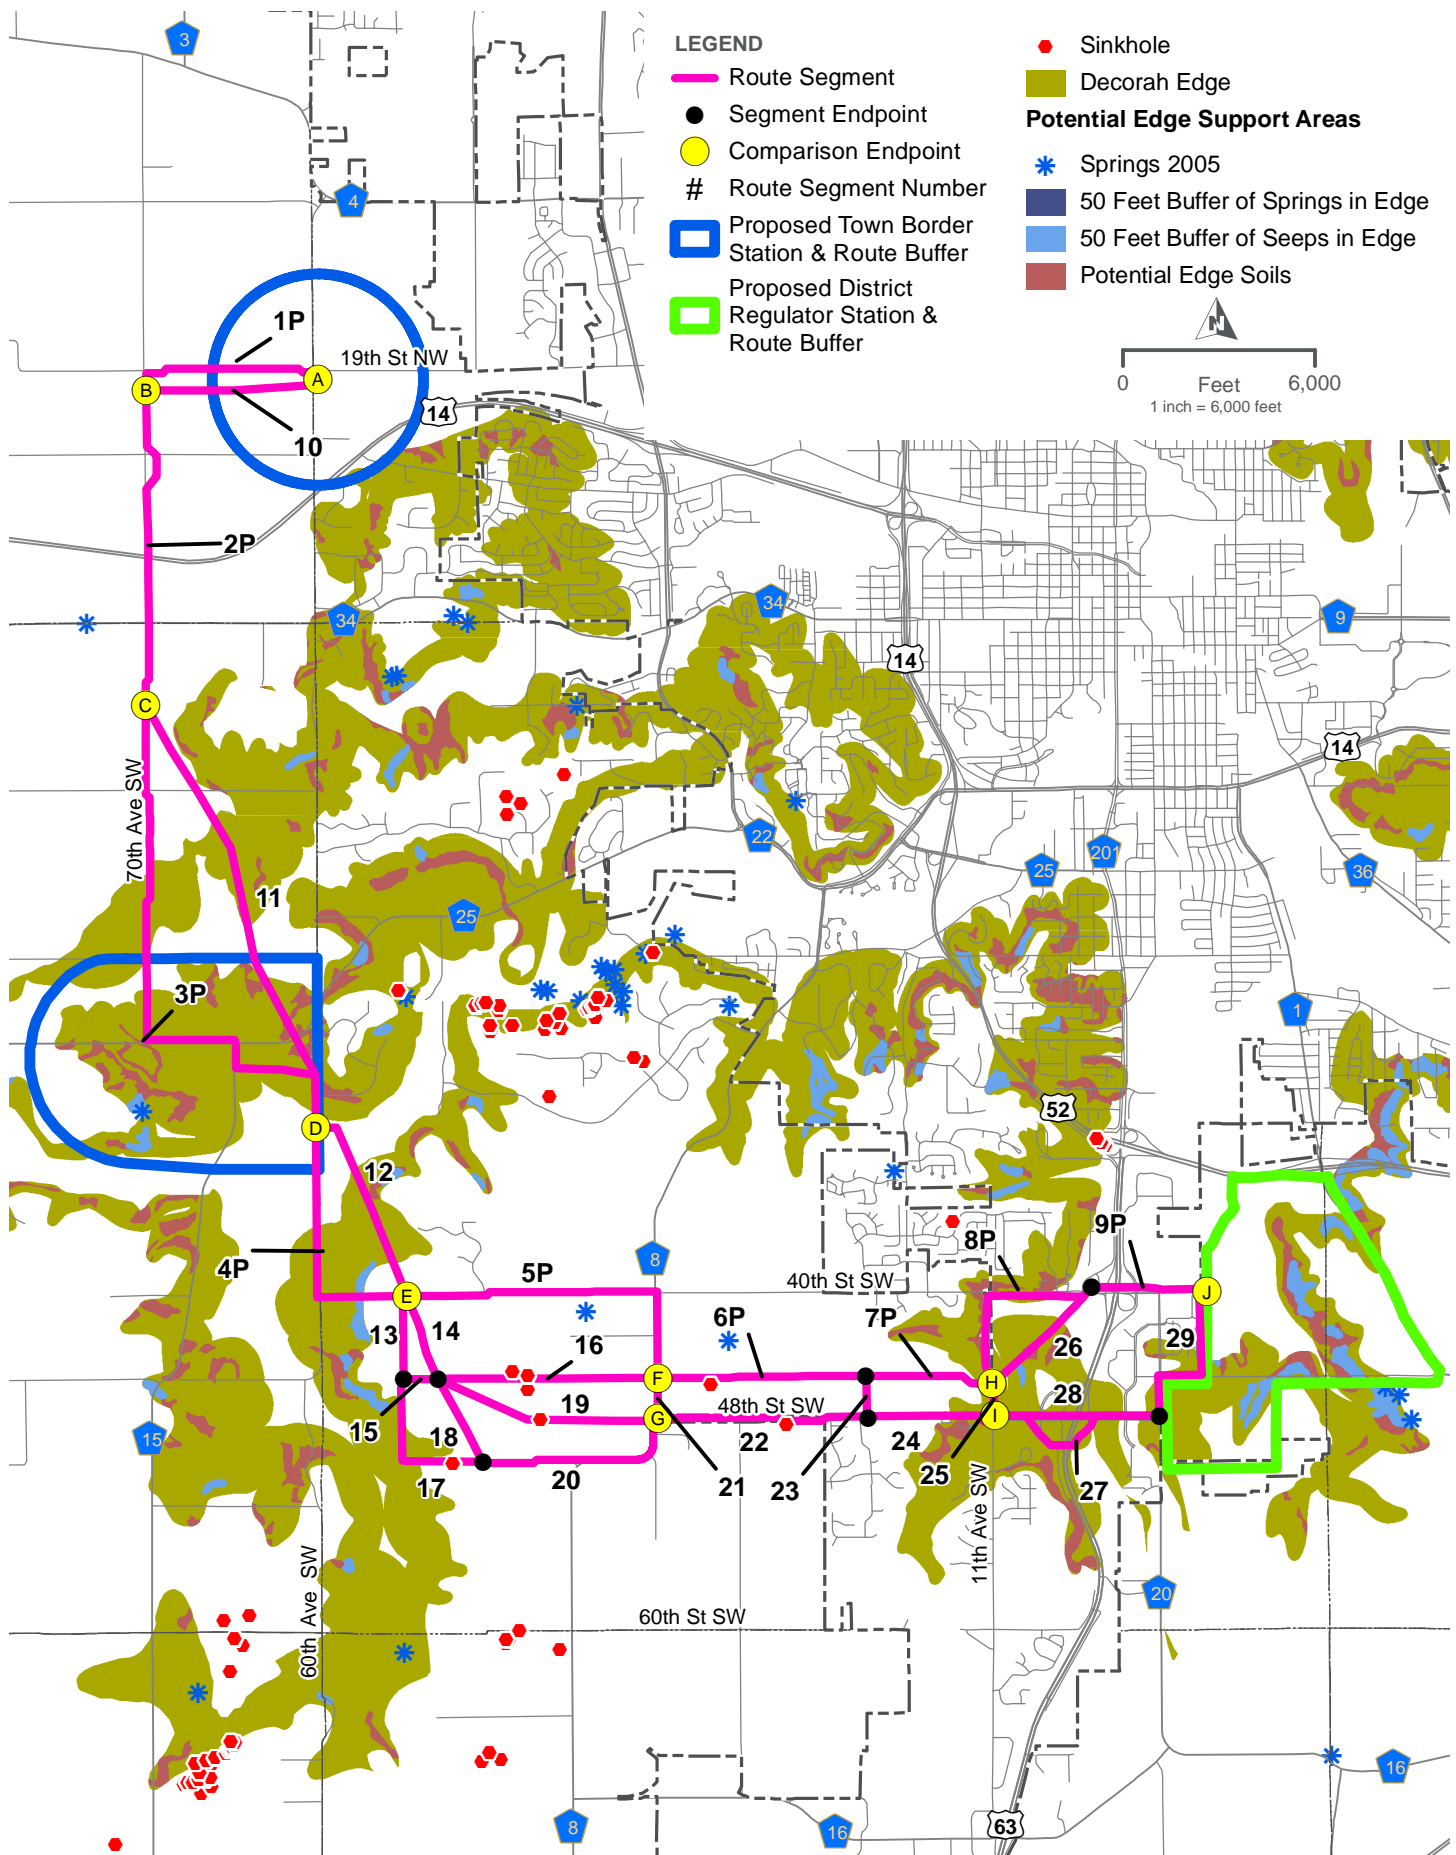 3
LEGEND
Route Segment
Segment Endpoint
Comparison Endpoint
# Route Segment Number
Proposed Town Border
Station & Route Buffer
Proposed District
Regulator Station &
Route Buffer
Sinkhole
Decorah Edge
Potential Edge Support Areas
Springs 2005
50 Feet Buffer of Springs in Edge
50 Feet Buffer of Seeps in Edge
Potential Edge Soils
N
0 Feet 6,000
1 inch = 6,000 feet
4
1P
19th St NW
A
B
10
14
2P
34
34
9
14
C
14
70th Ave SW
22
201
25
36
11
25
3P
1
52
D
12
9P
8P
4P
8
40th St SW
5P
E
J
6P
7P
13
14
16
26
29
F
H
19
48th St SW
28
G
I
15
18
22
24
15
17
20
21
23
25
27
11th Ave SW
60th Ave SW
20
60th St SW
16
8
16
63